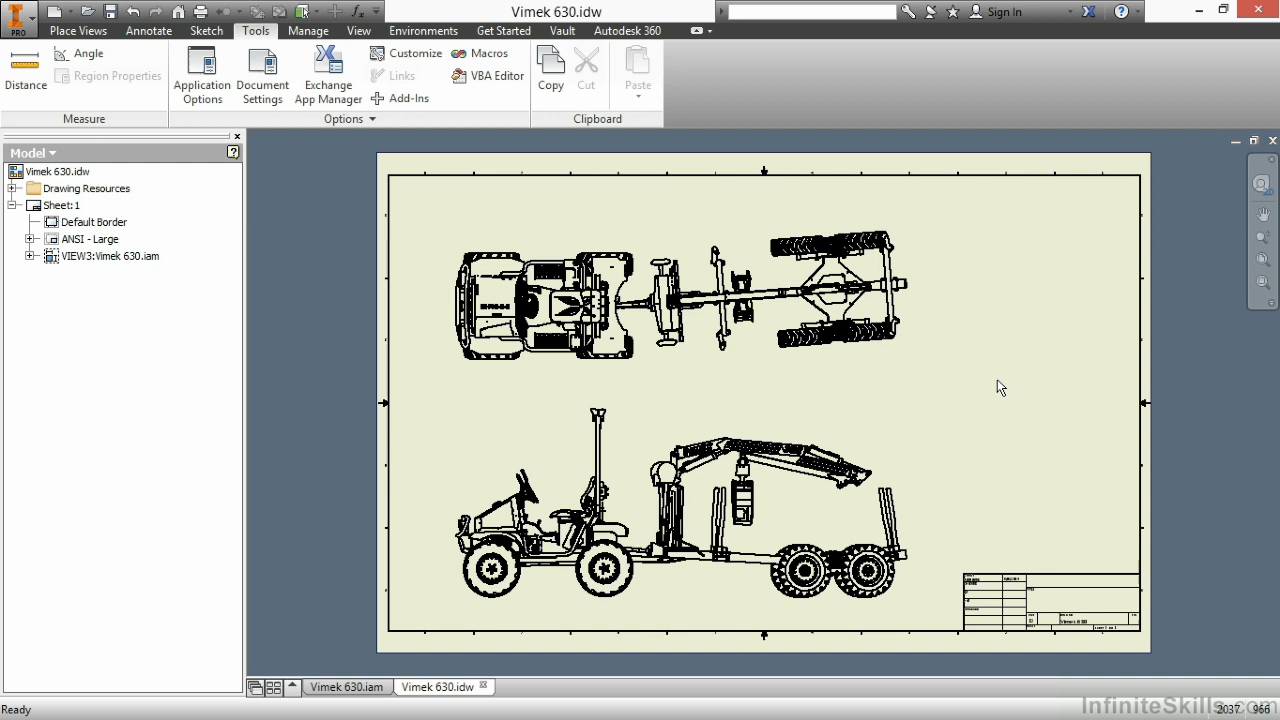 Vimek 630.idw
Sign In
PRO
Place Views
Annotate
Sketch
Tools
Manage
View
Environments
Get Started
Vault
Autodesk 360
Distance
Angle
Region Properties
Measure
Application
Options
Document
Settings
Exchange
App Manager
Customize
Links
Add-Ins
Macros
VBA Editor
Options
Copy
Cut
Paste
Clipboard
Model
Vimek 630.idw
Drawing Resources
Sheet:1
Default Border
ANSI - Large
VIEW3:Vimek 630.iam
Vimek 630.iam
Vimek 630.idw
Ready
2037
966
InfiniteSkills.com